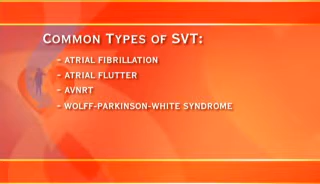 Common Types of SVT:
- ATRIAL FIBRILLATION
- ATRIAL FLUTTER
- AVNRT
- WOLFF-PARKINSON-WHITE SYNDROME